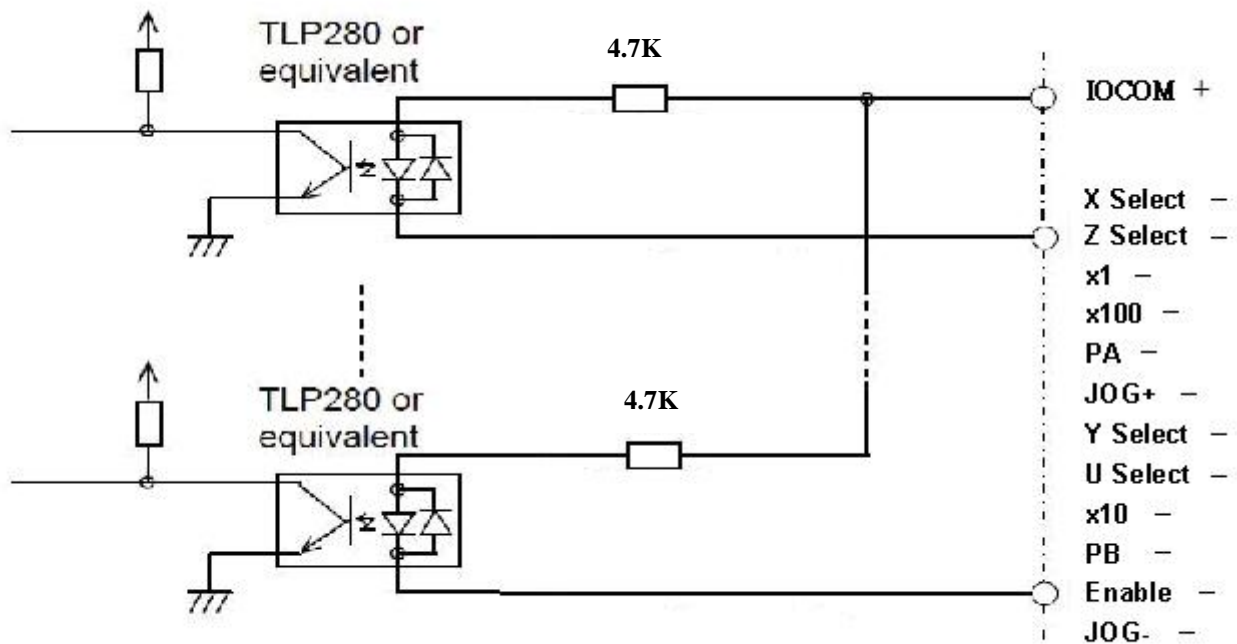 TLP280 or
equivalent
4.7K
IOCOM +
X Select −
Z Select −
x1 −
x100 −
PA −
JOG+ −
TLP280 or
equivalent
4.7K
Y Select −
U Select −
x10 −
PB −
Enable −
JOG- −